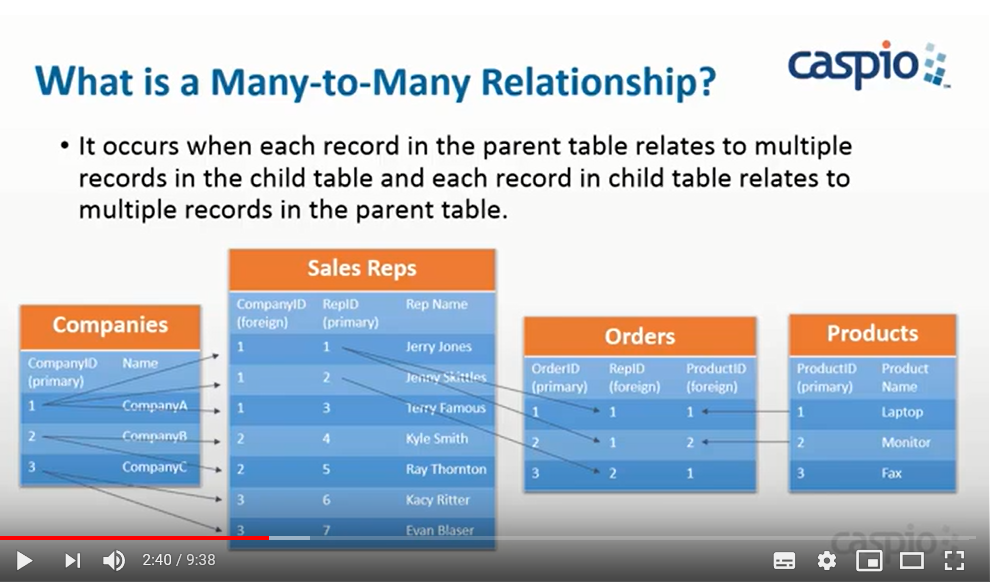 caspio
What is a Many-to-Many Relationship?
• It occurs when each record in the parent table relates to multiple
records in the child table and each record in child table relates to
multiple records in the parent table.
Companies
CompanyID Name
(primary)
1 CompanyA
2 CompanyB
3 CompanyC
Sales Reps
CompanyID RepID Rep Name
(foreign) (primary)
1 1 Jerry Jones
1 2 Jenny Skittles
1 3 Terry Famous
2 4 Kyle Smith
2 5 Ray Thornton
3 6 Kacy Ritter
3 7 Evan Blaser
Orders
OrderID RepID ProductID
(primary) (foreign) (foreign)
1 1 1
2 1 2
3 2 1
Products
ProductID Product
(primary) Name
1 Laptop
2 Monitor
3 Fax
caspio
2:40 / 9:38